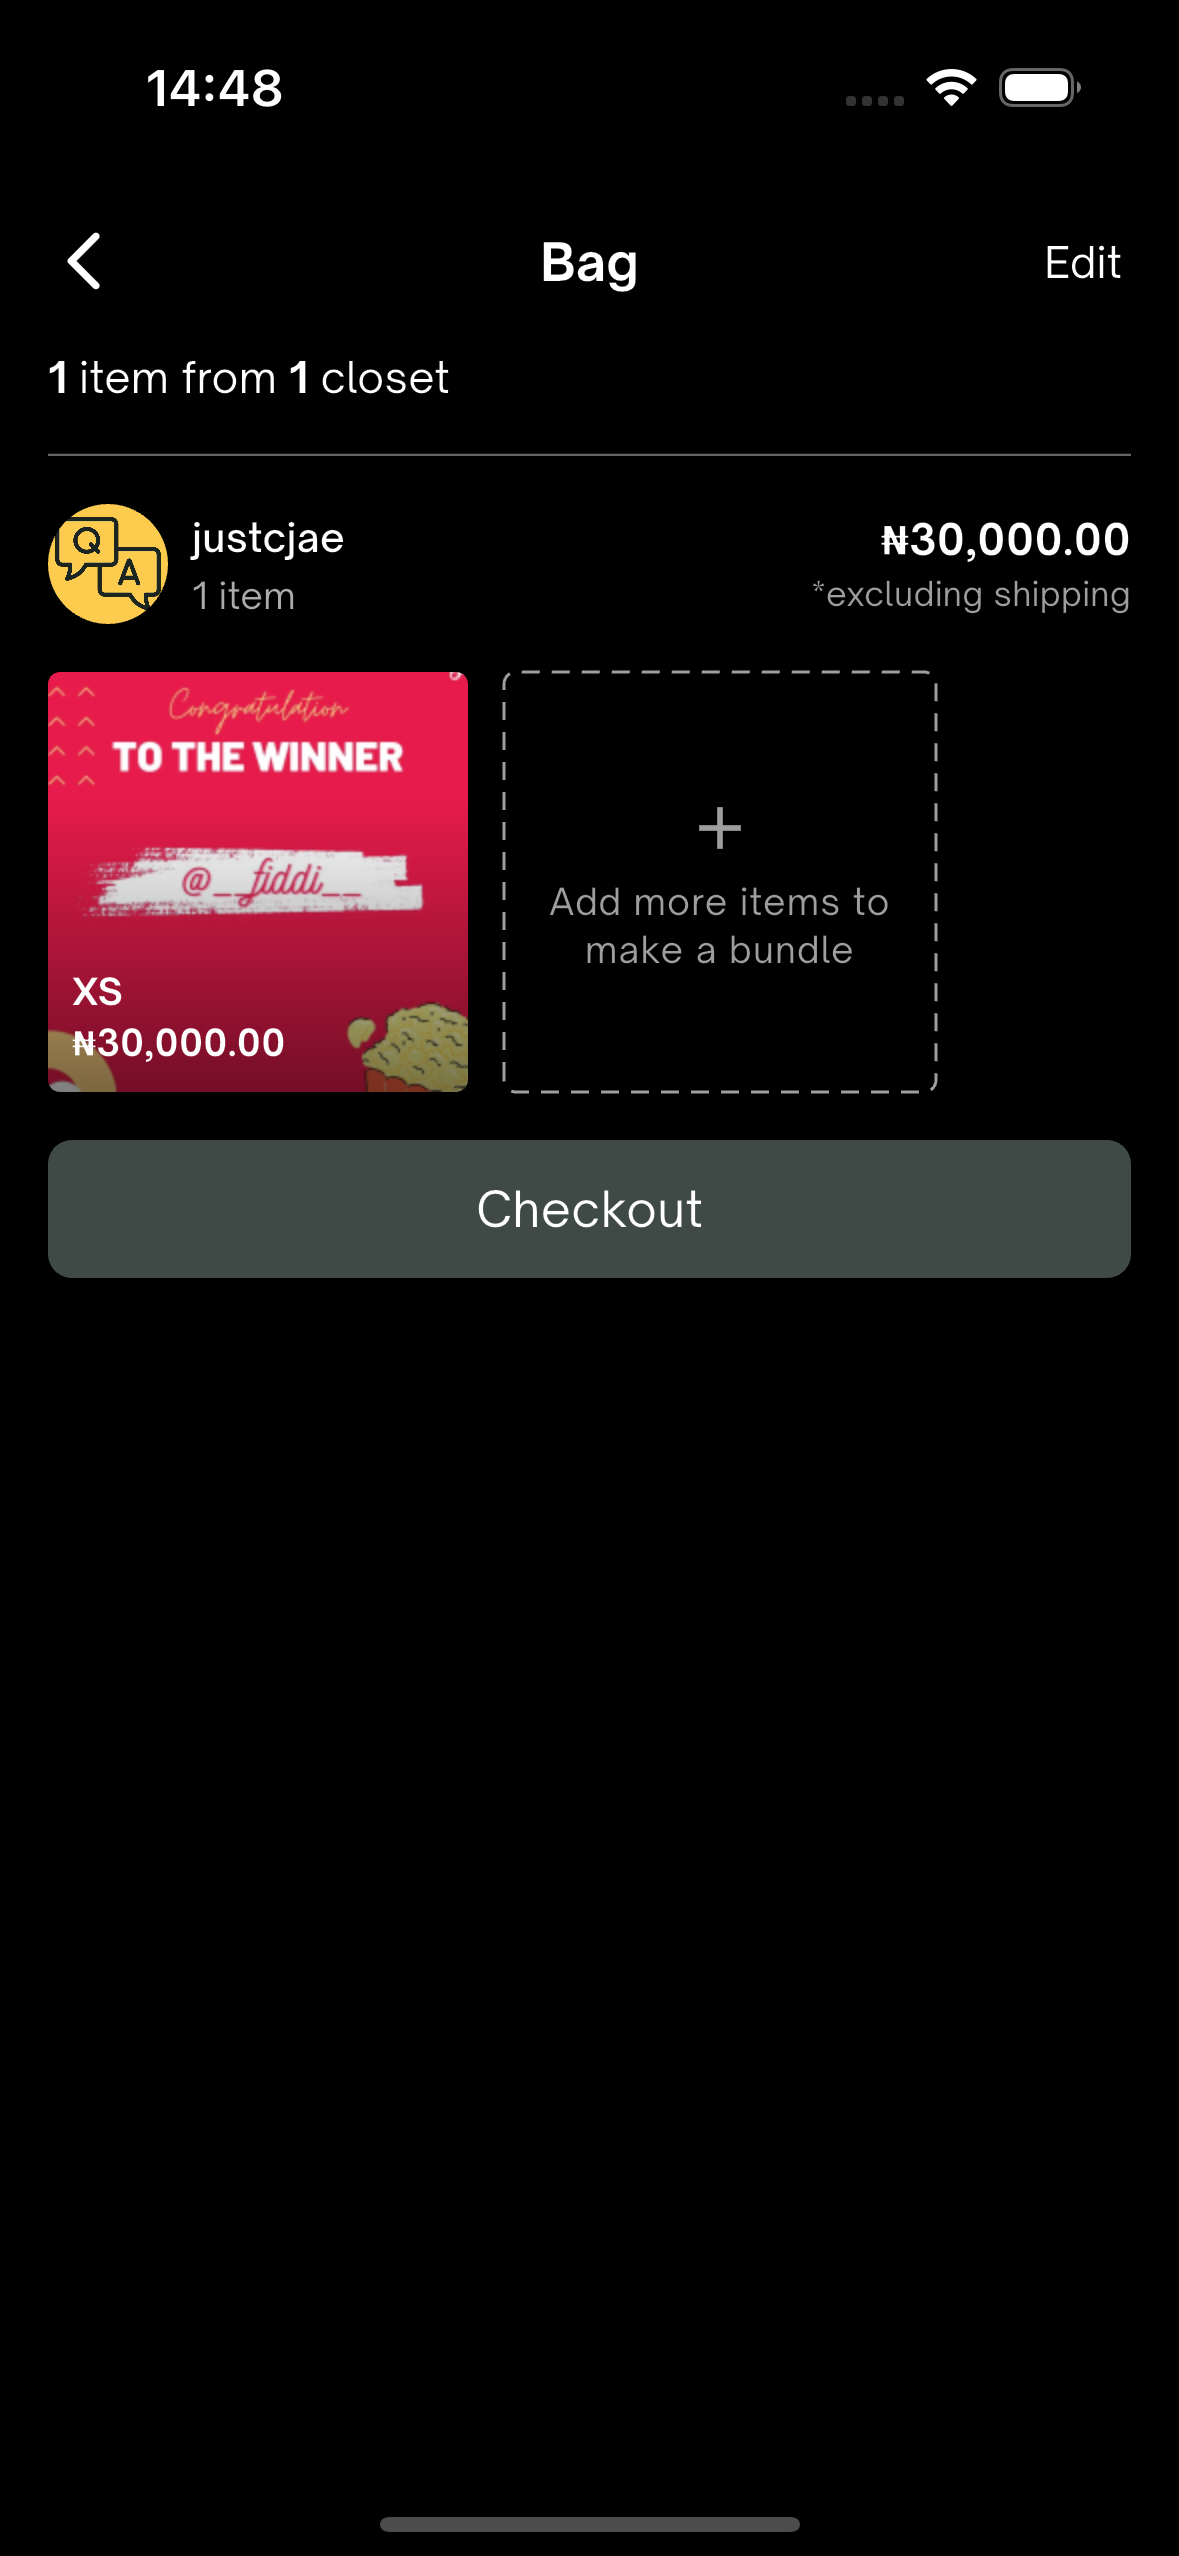 14:48
Bag
Edit
1 item from 1 closet
justcjae
₦30,000.00
1 item
*excluding shipping
Q
A
Congratulation
TO THE WINNER
@__fiddi__
XS
₦30,000.00
Add more items to
make a bundle
Checkout